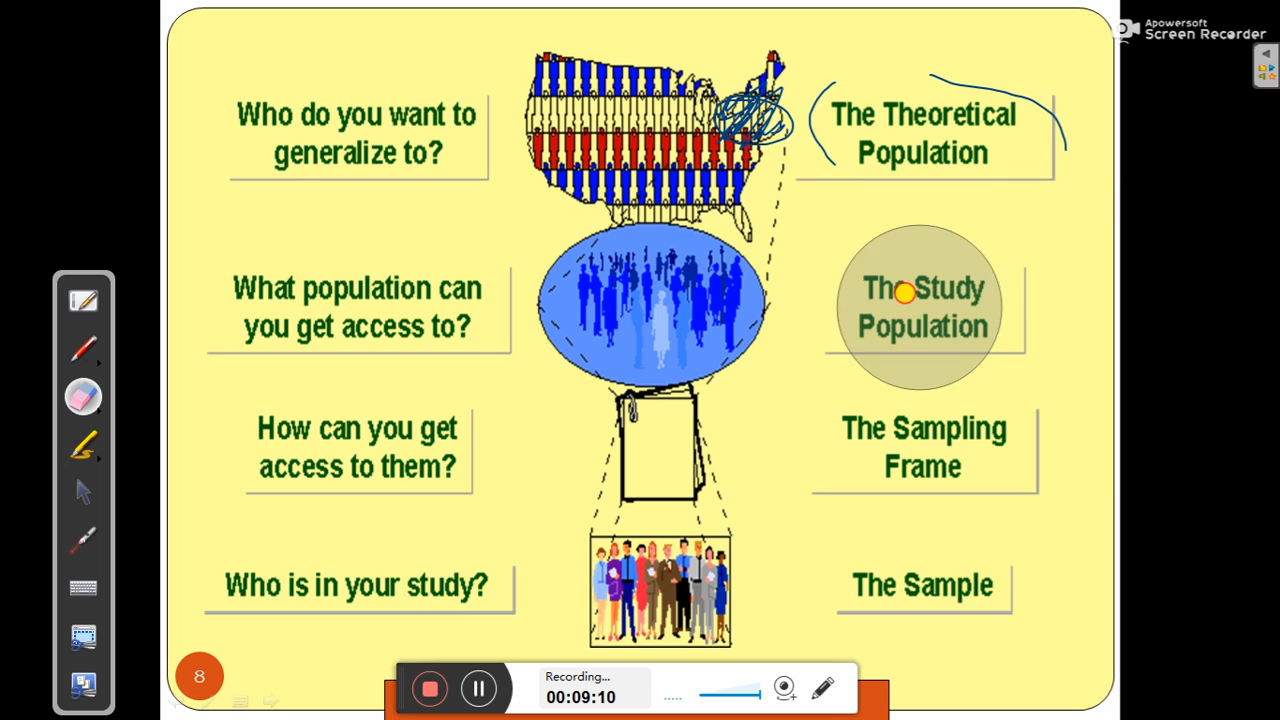 Apowersoft
Screen Recorder
Who do you want to
generalize to?
The Theoretical
Population
What population can
you get access to?
The Study
Population
How can you get
access to them?
The Sampling
Frame
Who is in your study?
The Sample
8
Recording...
00:09:10